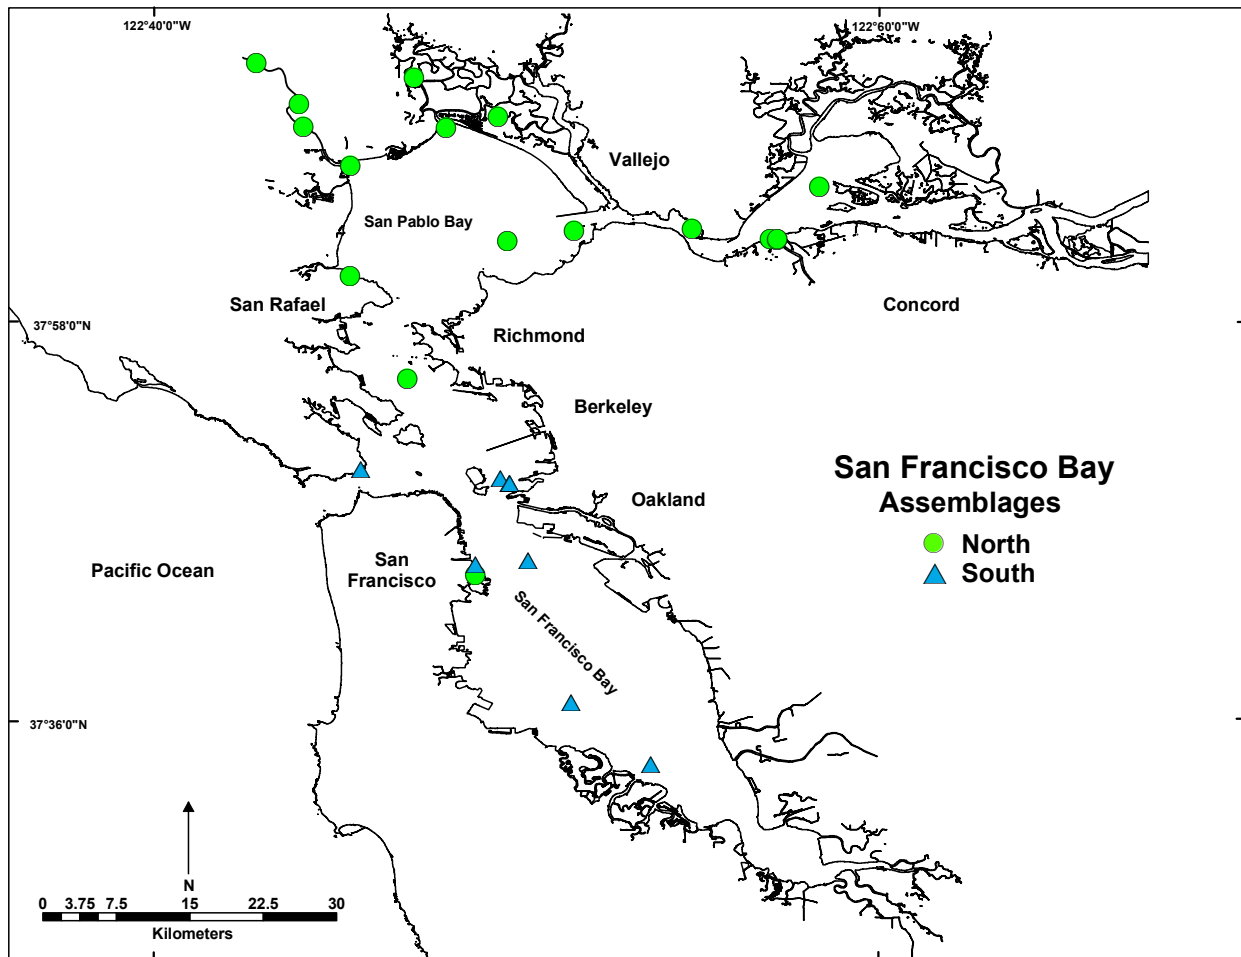 122°40'0"W
122°60'0"W
Vallejo
San Pablo Bay
San Rafael
Concord
37°58'0"N
Richmond
Berkeley
San Francisco Bay
Assemblages
Oakland
North
South
Pacific Ocean
San
Francisco
San Francisco Bay
37°36'0"N
N
0 3.75 7.5 15 22.5 30
Kilometers